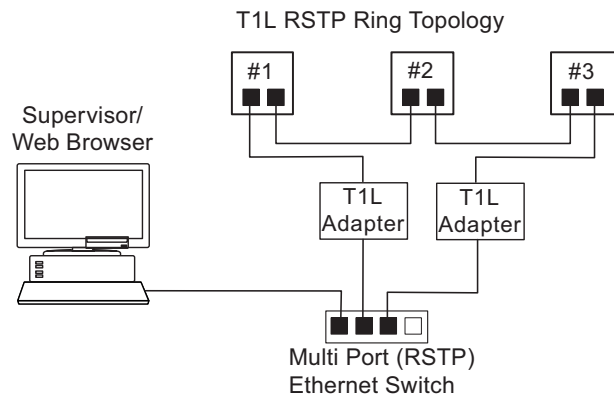 T1L RSTP Ring Topology
#1
#2
#3
Supervisor/
Web Browser
T1L
Adapter
T1L
Adapter
Multi Port (RSTP)
Ethernet Switch